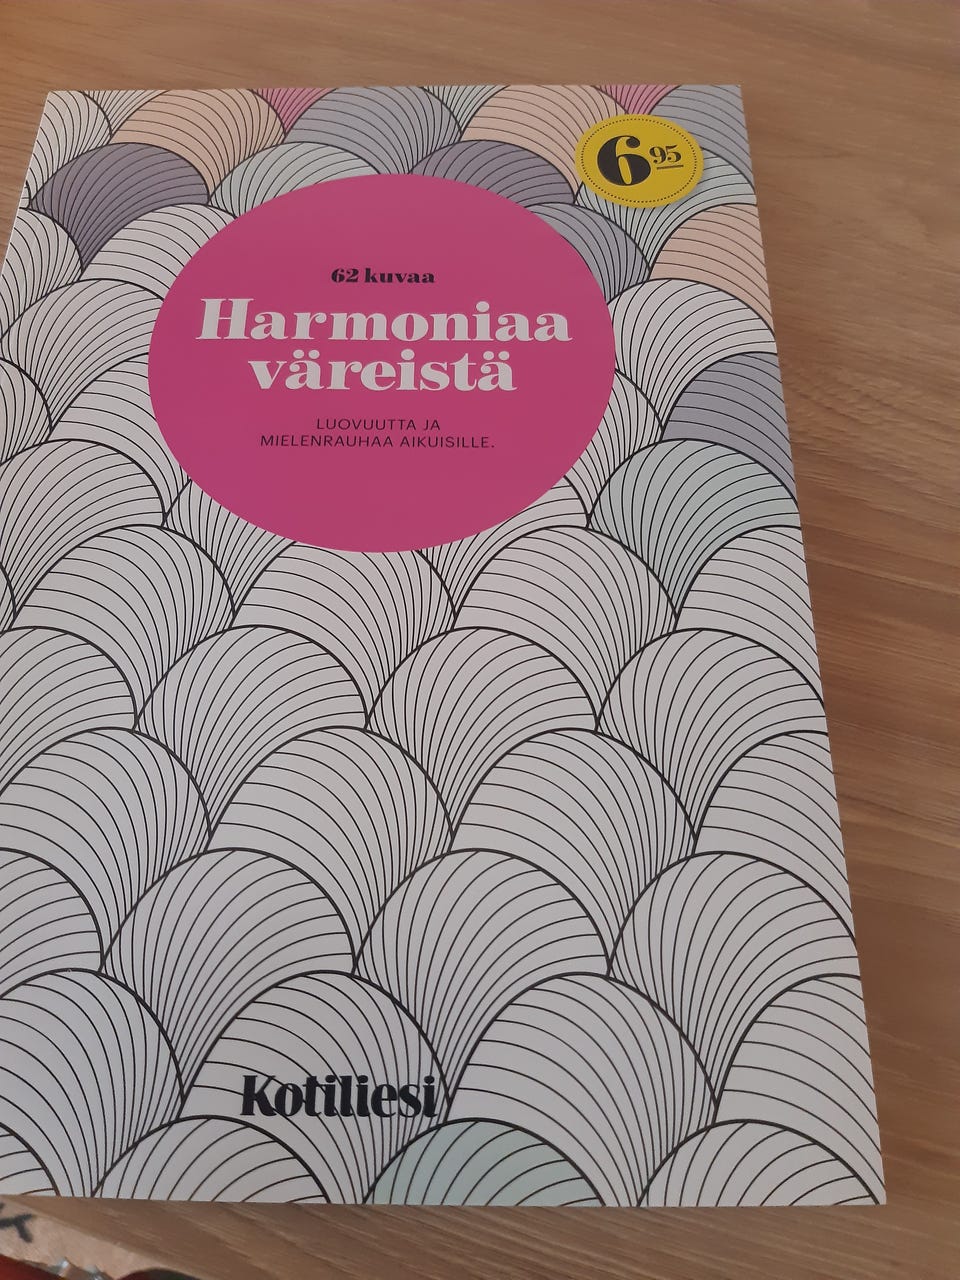 6 95
62 kuvaa
Harmoniaa
väreistä
LUOVUUTTA JA
MIELENRAUHAA AIKUISILLE.
Kotiliesi